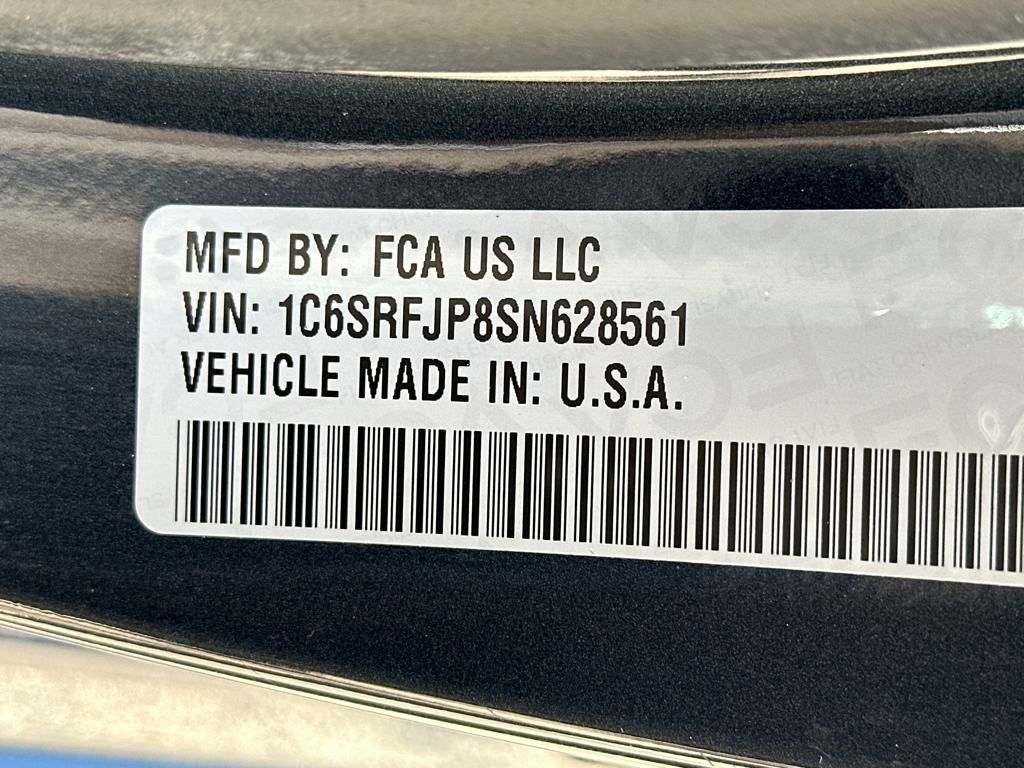 MFD BY: FCA US LLC
VIN: 1C6SRFJP8SN628561
VEHICLE MADE IN: U.S.A.